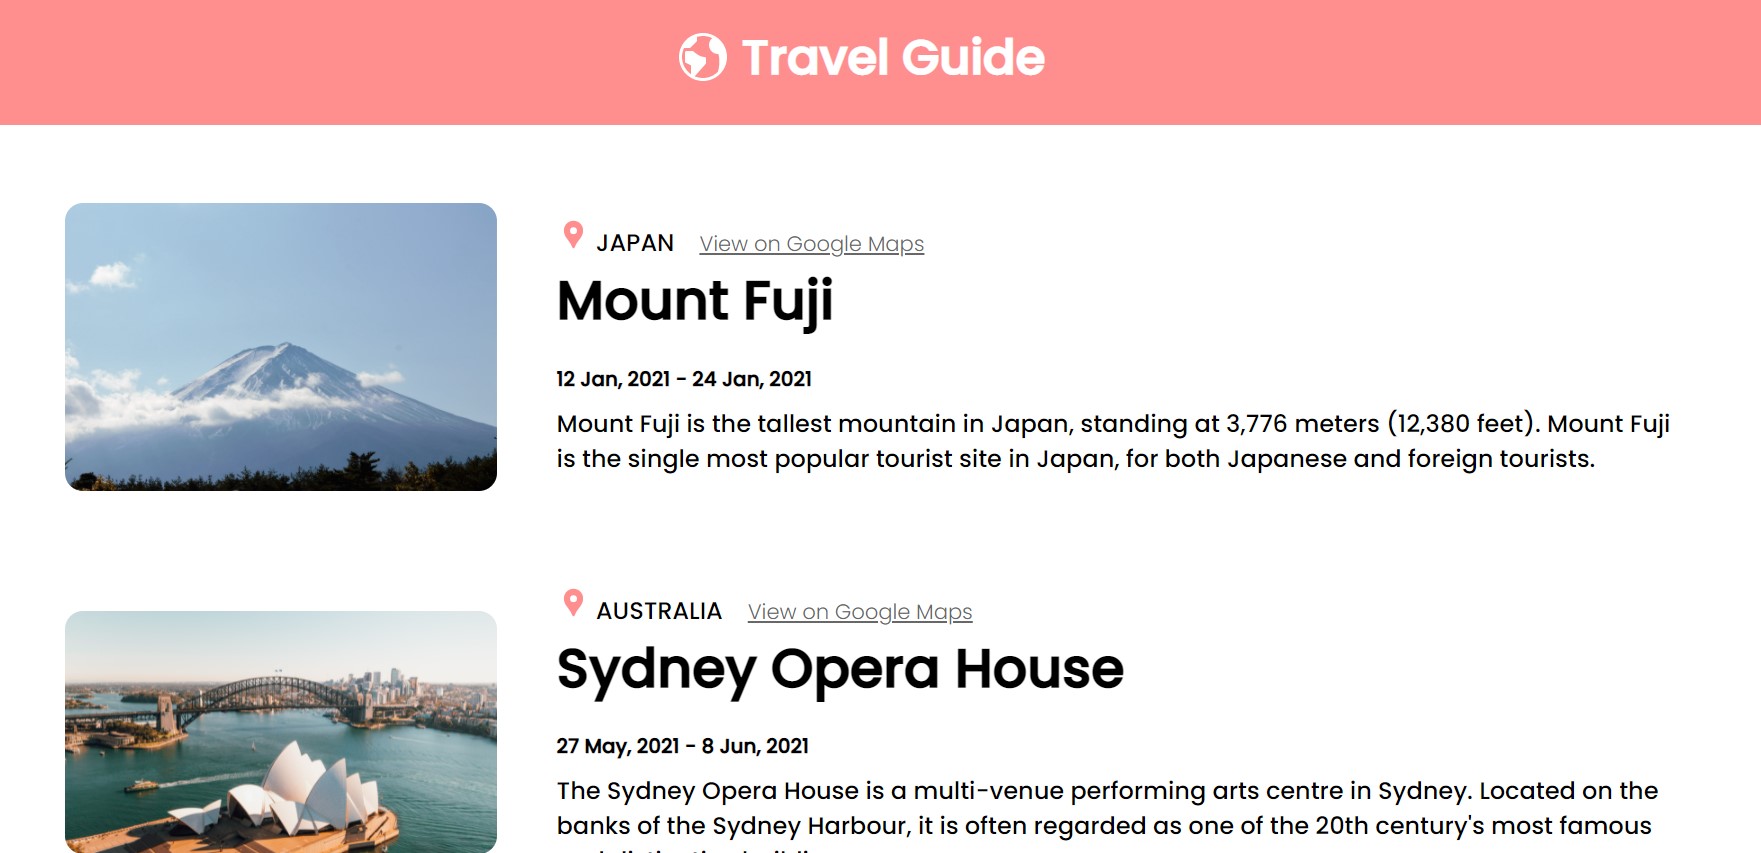 Travel Guide
JAPAN View on Google Maps
Mount Fuji
12 Jan, 2021 - 24 Jan, 2021
Mount Fuji is the tallest mountain in Japan, standing at 3,776 meters (12,380 feet). Mount Fuji
is the single most popular tourist site in Japan, for both Japanese and foreign tourists.
AUSTRALIA View on Google Maps
Sydney Opera House
27 May, 2021 - 8 Jun, 2021
The Sydney Opera House is a multi-venue performing arts centre in Sydney. Located on the
banks of the Sydney Harbour, it is often regarded as one of the 20th century's most famous